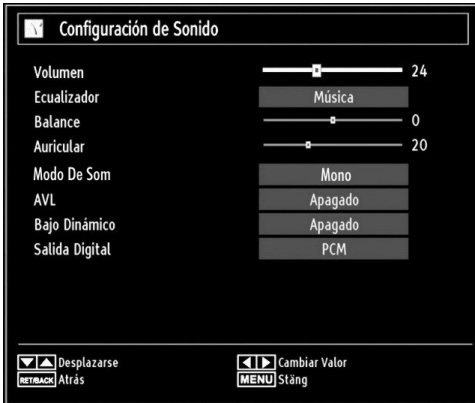 Configuración de Sonido
Volumen 24
Ecualizador Música
Balance 0
Auricular 20
Modo De Som Mono
AVL Apagado
Bajo Dinámico Apagado
Salida Digital PCM
Desplazarse Cambiar Valor
RET/BACK Atrás MENU Stäng